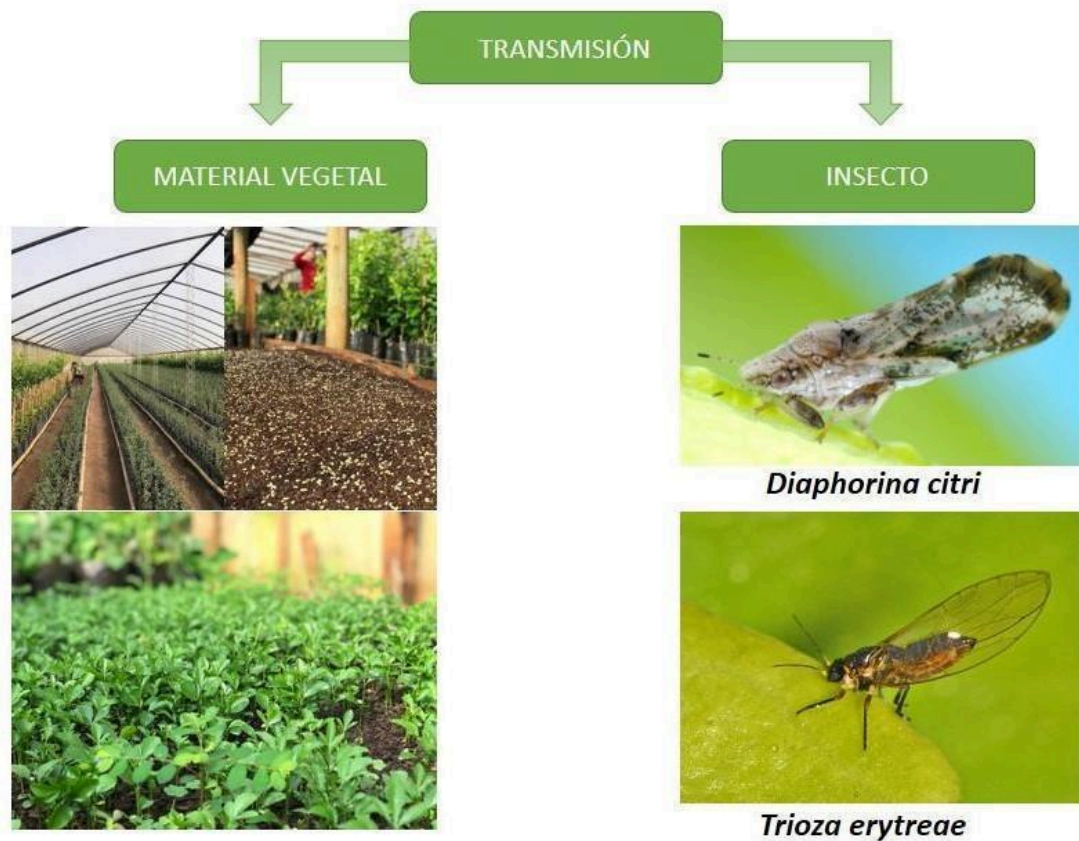 TRANSMISIÓN
MATERIAL VEGETAL
INSECTO
Diaphorina citri
Trioza erytreae